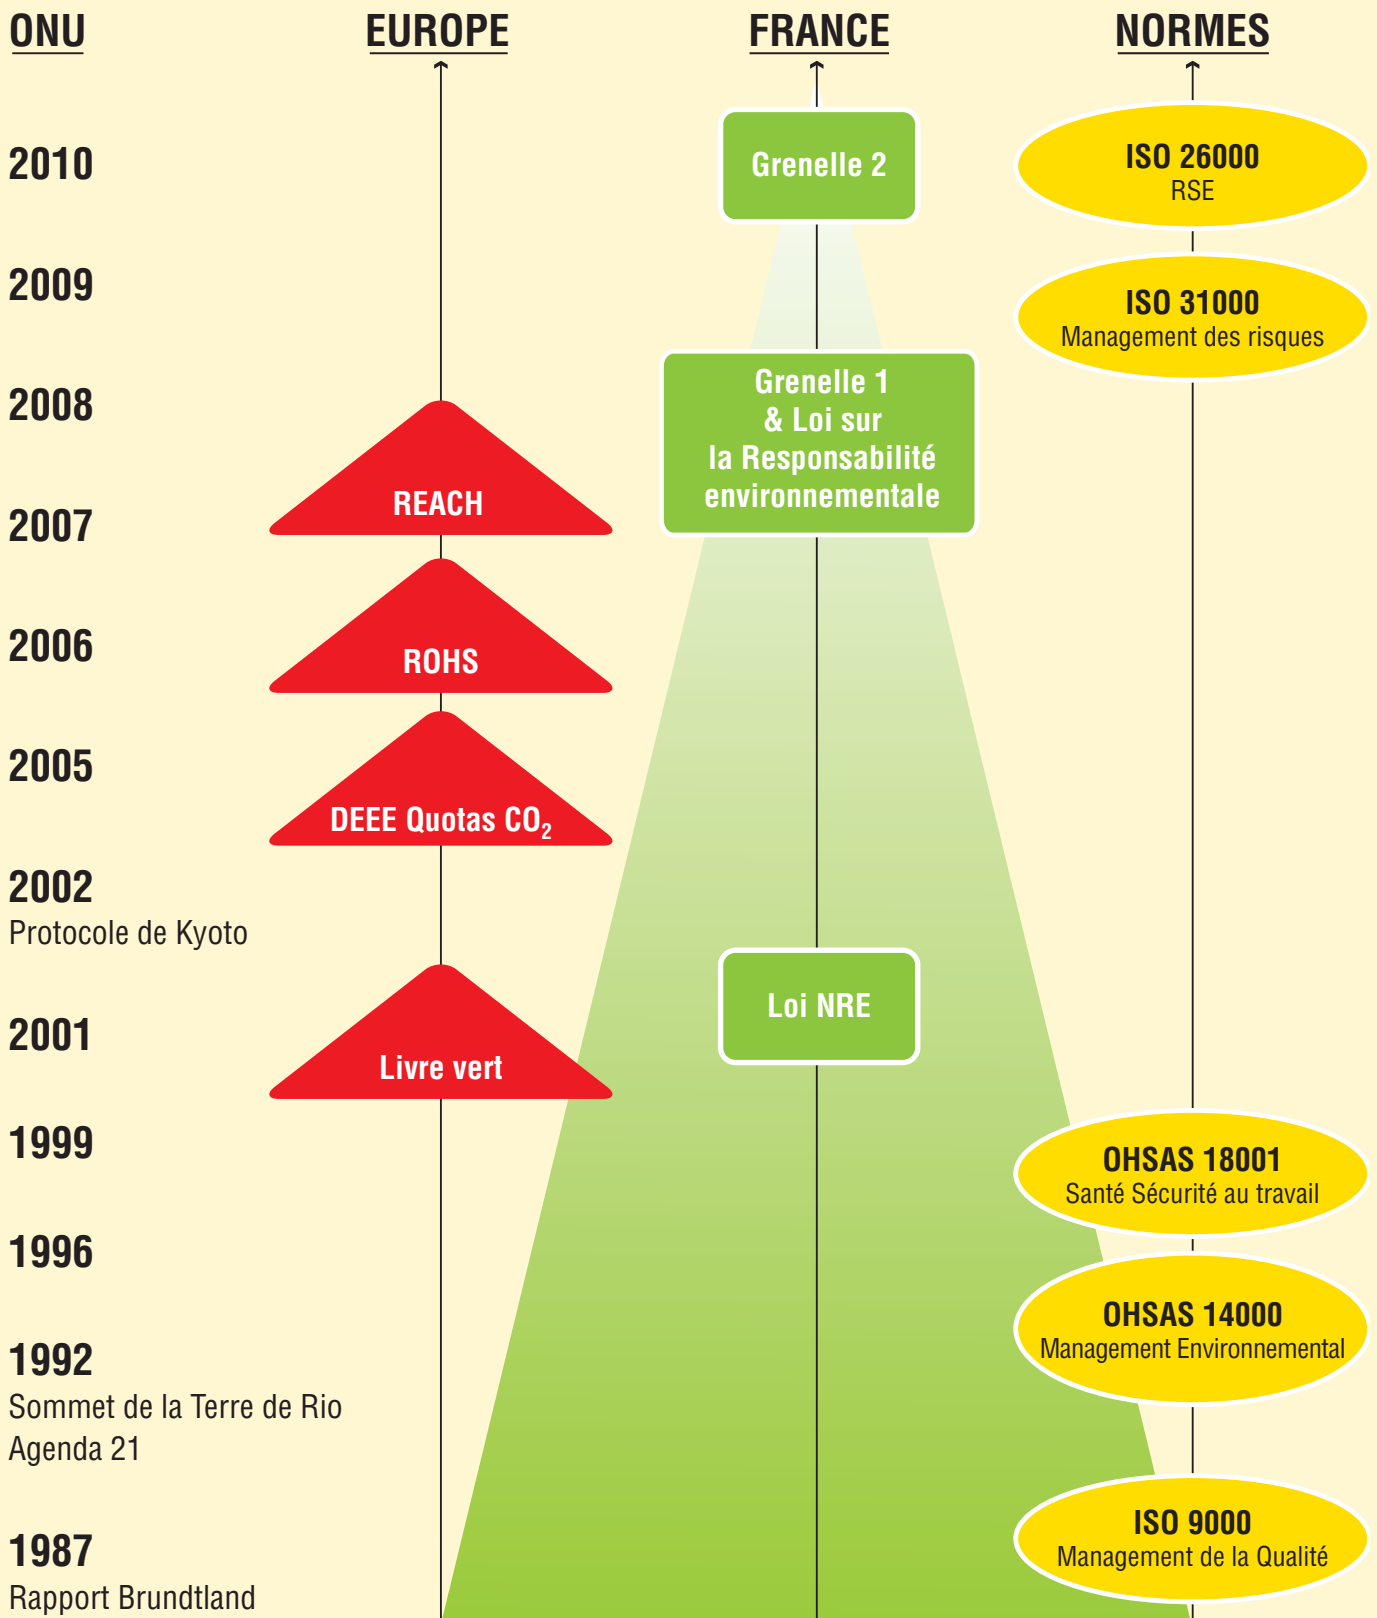 ONU
EUROPE
FRANCE
NORMES
2010
Grenelle 2
ISO 26000
RSE
2009
ISO 31000
Management des risques
2008
Grenelle 1
& Loi sur
la Responsabilité
environnementale
REACH
2007
2006
ROHS
2005
DEEE Quotas CO₂
2002
Protocole de Kyoto
Loi NRE
2001
Livre vert
1999
OHSAS 18001
Santé Sécurité au travail
1996
OHSAS 14000
Management Environnemental
1992
Sommet de la Terre de Rio
Agenda 21
ISO 9000
Management de la Qualité
1987
Rapport Brundtland